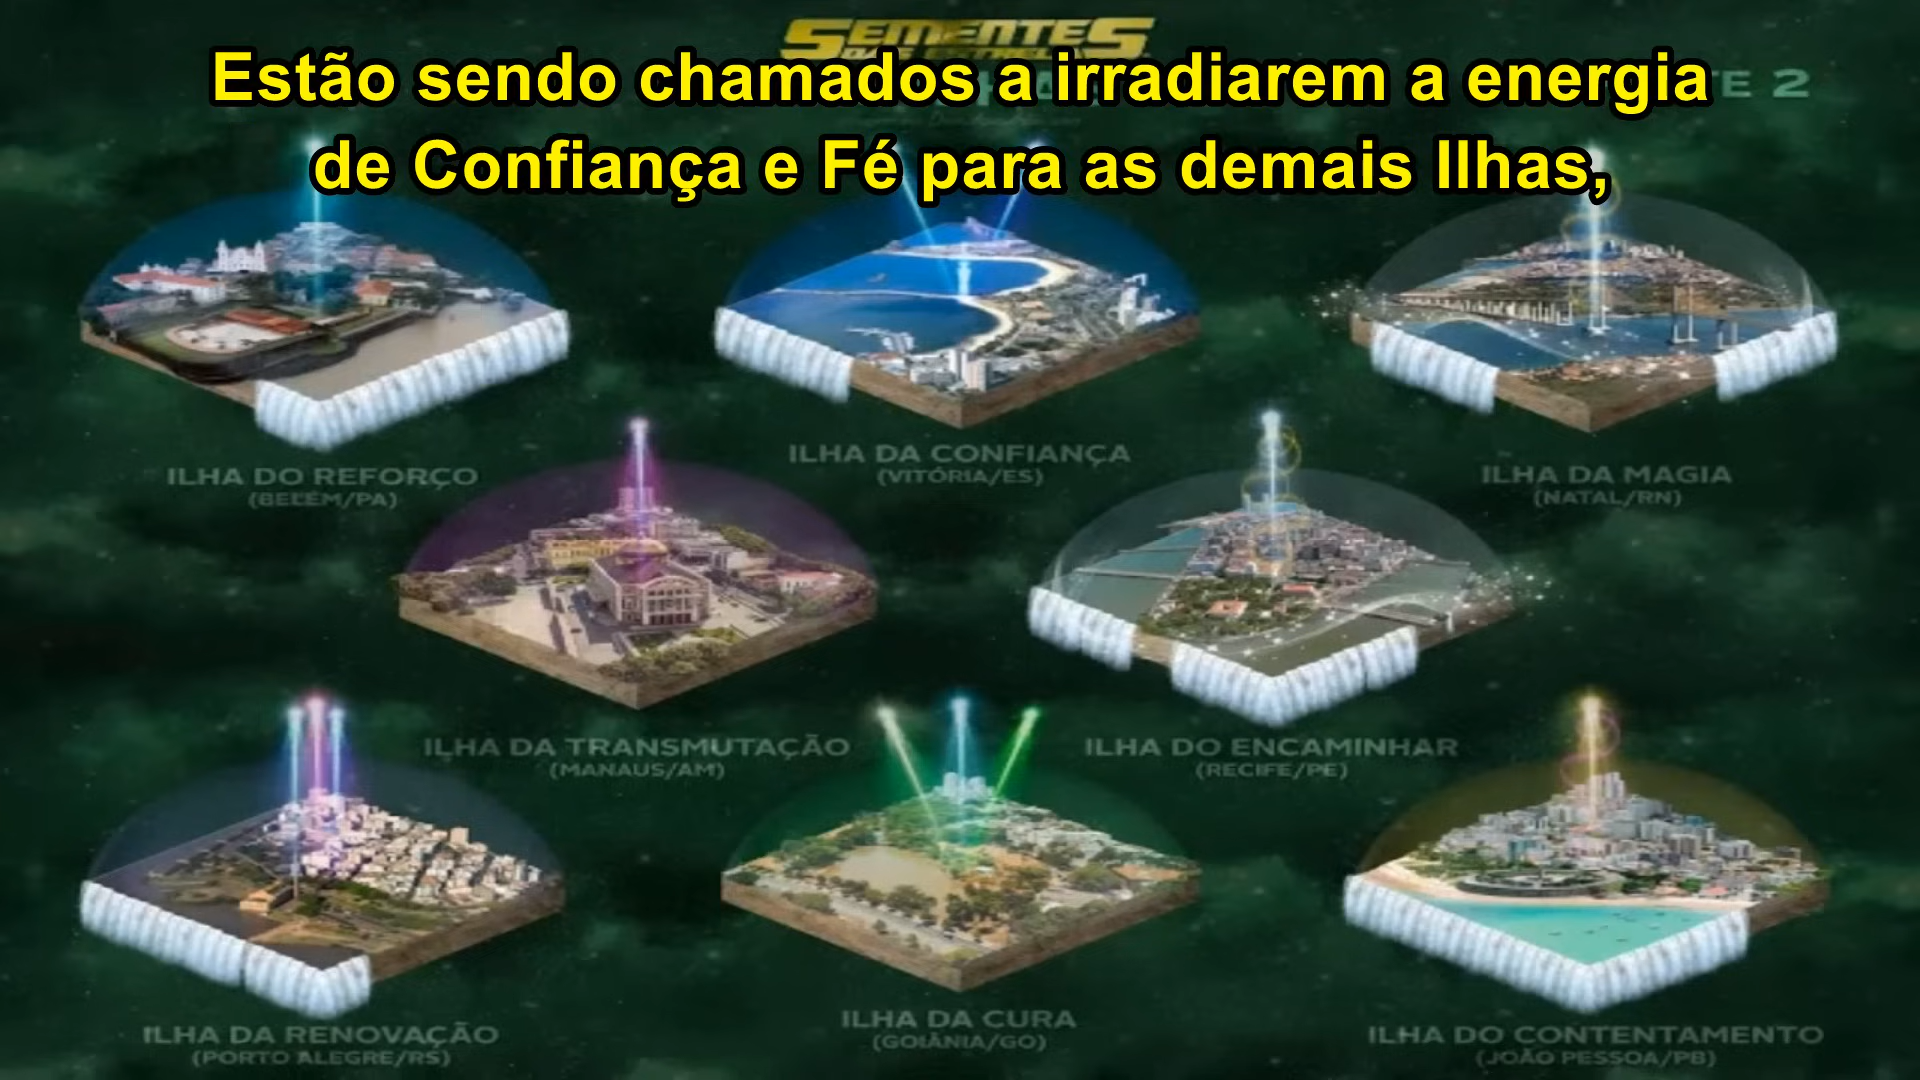 SEMENTES
Estão sendo chamados a irradiarem a energia
E 2
de Confiança e Fé para as demais Ilhas,
ILHA DO REFORÇO
(BELÉM/PA)
ILHA DA CONFIANÇA
(VITÓRIA/ES)
ILHA DA MAGIA
(NATAL/RN)
ILHA DA TRANSMUTAÇÃO
(MANAUS/AM)
ILHA DO ENCAMINHAR
(RECIFE/PE)
ILHA DA RENOVAÇÃO
(PORTO ALEGRE/RS)
ILHA DA CURA
(GOIÂNIA/GO)
ILHA DO CONTENTAMENTO
(JOÃO PESSOA/PB)